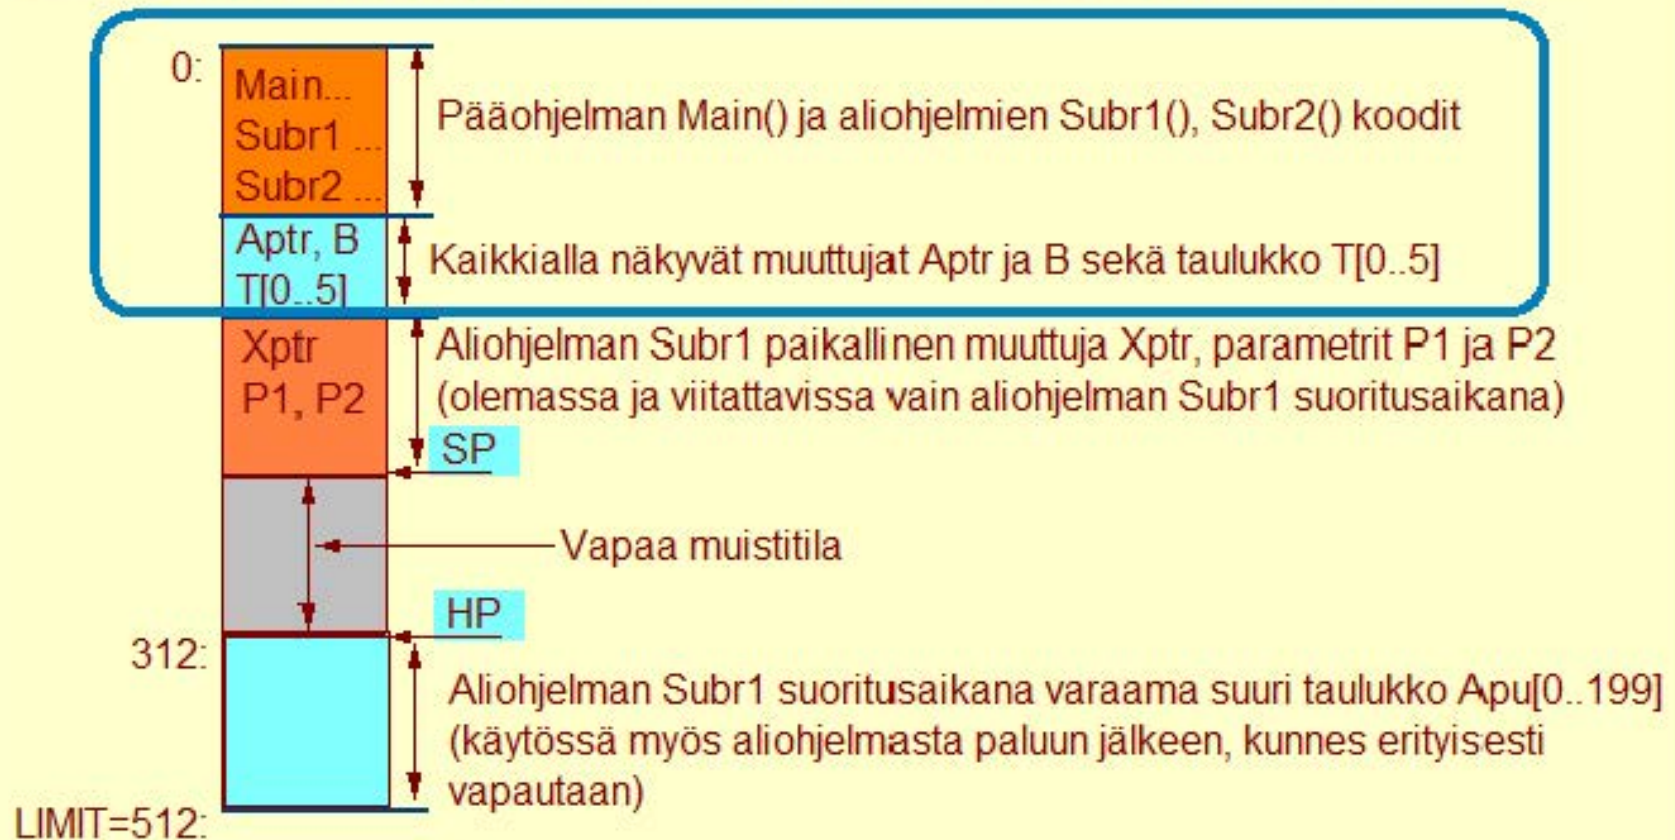 0:
Main...
Subr1 ...
Subr2 ...
Pääohjelman Main() ja aliohjelmien Subr1(), Subr2() koodit
Aptr, B
T[0..5]
Kaikkialla näkyvät muuttujat Aptr ja B sekä taulukko T[0..5]
Xptr
P1, P2
Aliohjelman Subr1 paikallinen muuttuja Xptr, parametrit P1 ja P2
(olemassa ja viitattavissa vain aliohjelman Subr1 suoritusaikana)
SP
Vapaa muistitila
HP
312:
Aliohjelman Subr1 suoritusaikana varaama suuri taulukko Apu[0..199]
(käytössä myös aliohjelmasta paluun jälkeen, kunnes erityisesti
vapautaan)
LIMIT=512: